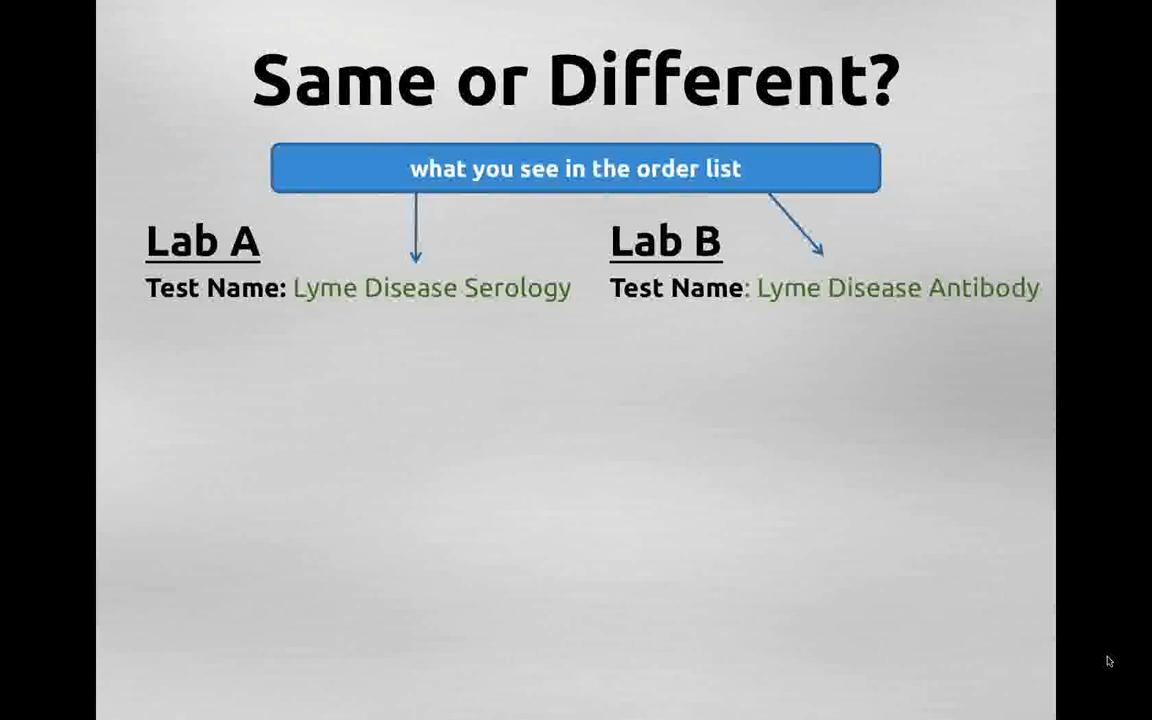 Same or Different?
what you see in the order list
Lab A
Test Name: Lyme Disease Serology
Lab B
Test Name: Lyme Disease Antibody